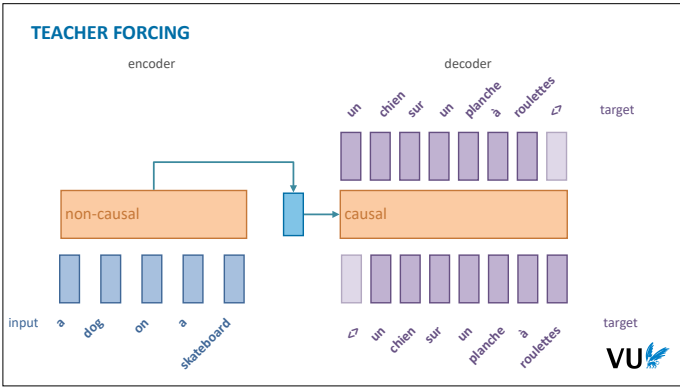 TEACHER FORCING
encoder
decoder
un chien sur un planche à roulettes <>
target
non-causal
causal
input
a dog on a skateboard
<> un chien sur un planche à roulettes
target
VU